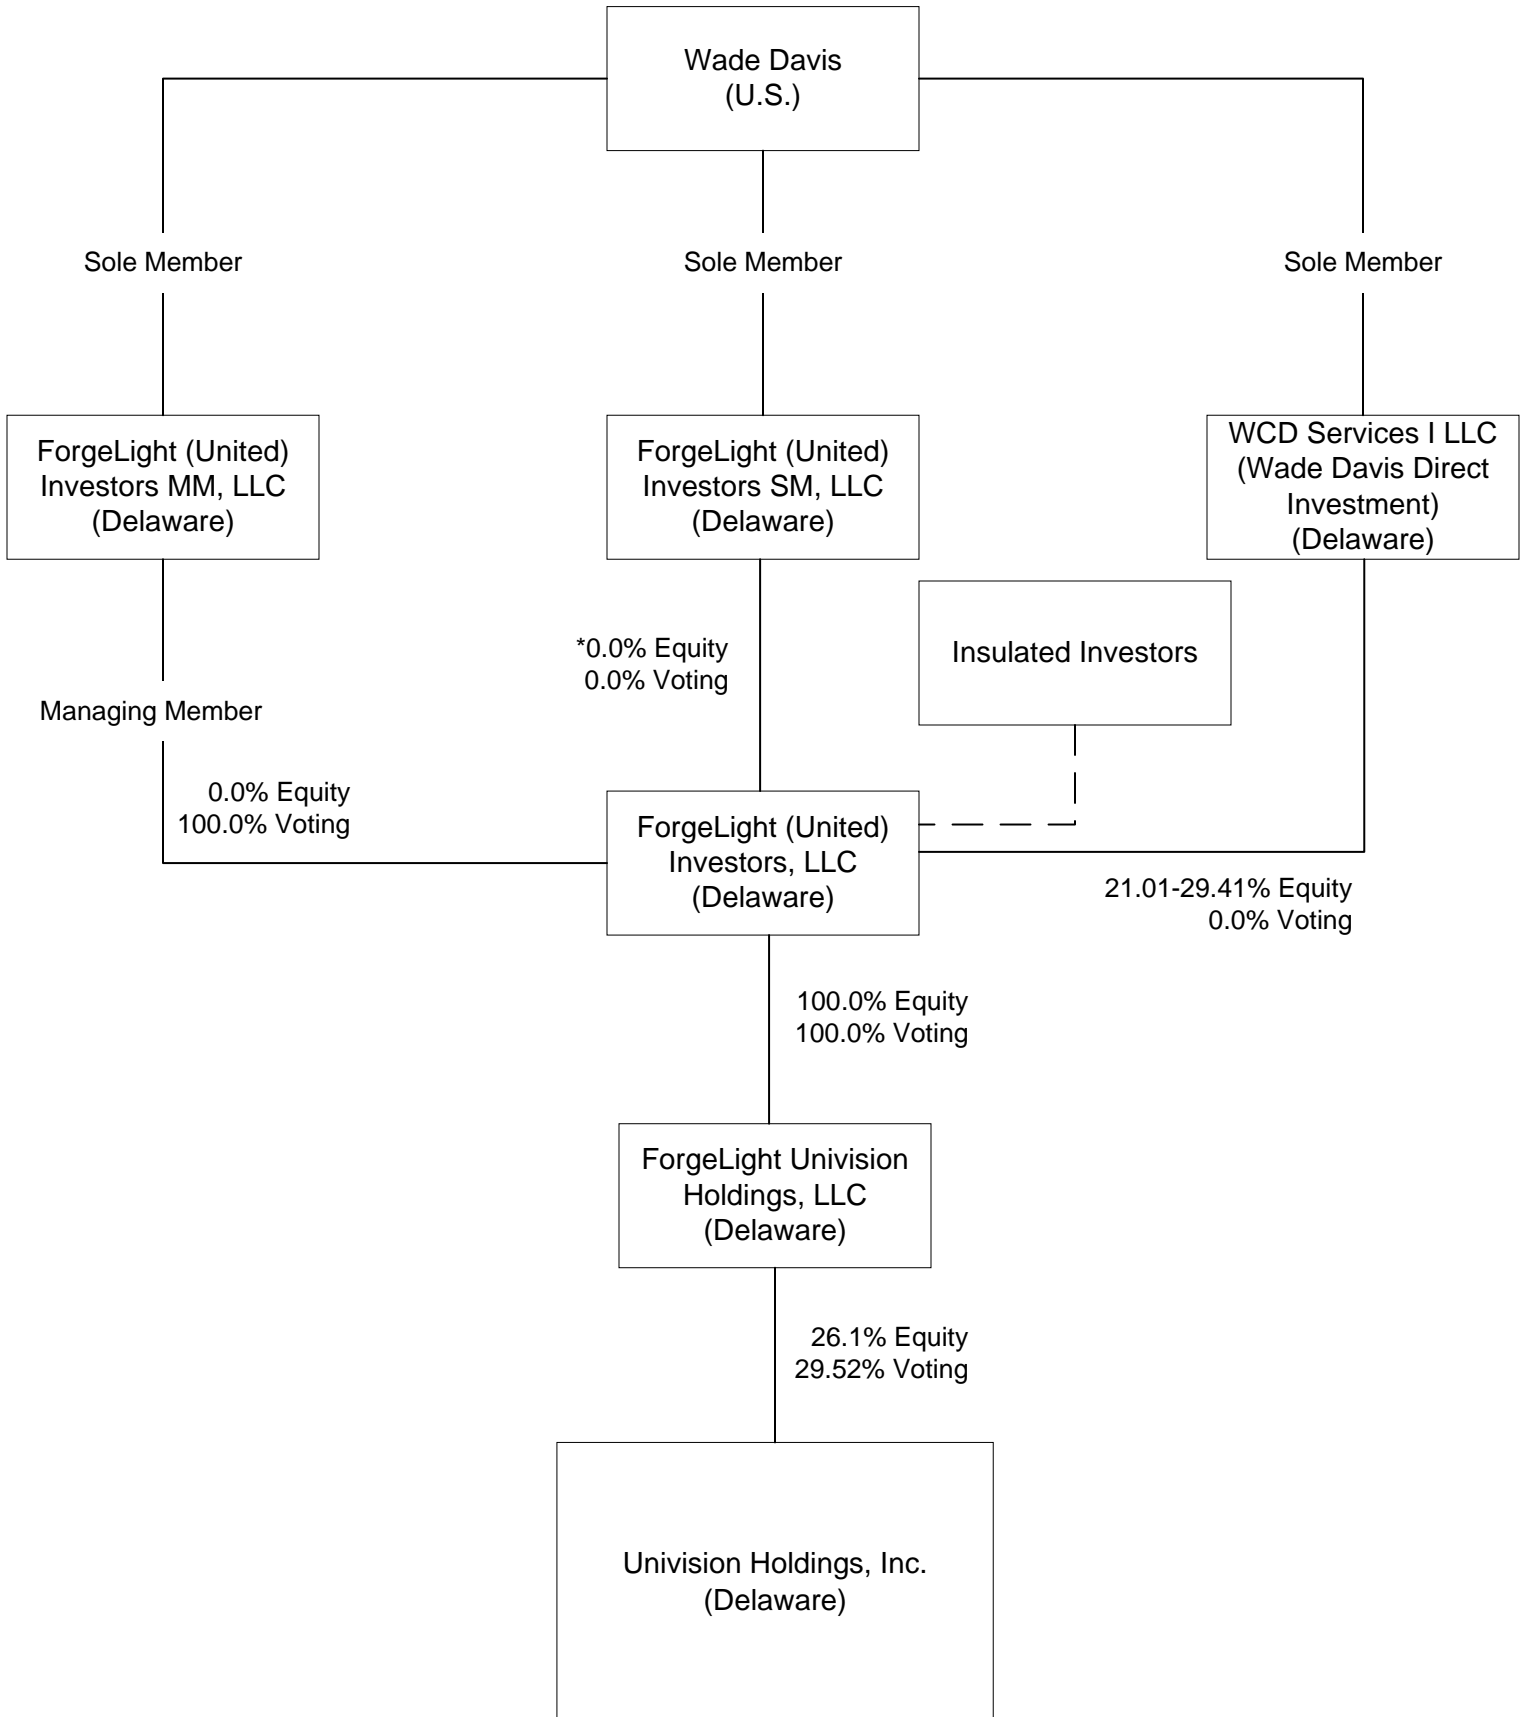 Wade Davis
(U.S.)
Sole Member
Sole Member
Sole Member
ForgeLight (United)
Investors MM, LLC
(Delaware)
ForgeLight (United)
Investors SM, LLC
(Delaware)
WCD Services I LLC
(Wade Davis Direct
Investment)
(Delaware)
*0.0% Equity
0.0% Voting
Insulated Investors
Managing Member
0.0% Equity
100.0% Voting
ForgeLight (United)
Investors, LLC
(Delaware)
21.01-29.41% Equity
0.0% Voting
100.0% Equity
100.0% Voting
ForgeLight Univision
Holdings, LLC
(Delaware)
26.1% Equity
29.52% Voting
Univision Holdings, Inc.
(Delaware)